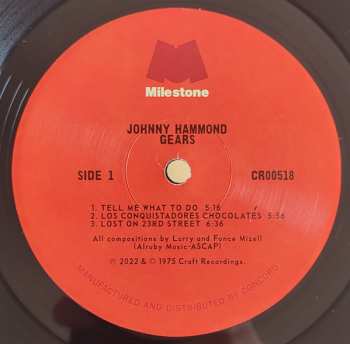 Milestone
JOHNNY HAMMOND
GEARS
SIDE 1 CR00518
1. TELL ME WHAT TO DO 5:16
2. LOS CONQUISTADORES CHOCOLATES 5:56
3. LOST ON 23RD STREET 6:36
All compositions by Larry and Fonce Mizell
(Alruby Music-ASCAP)
℗ 2022 & © 1975 Craft Recordings.
MANUFACTURED AND DISTRIBUTED BY CONCORD